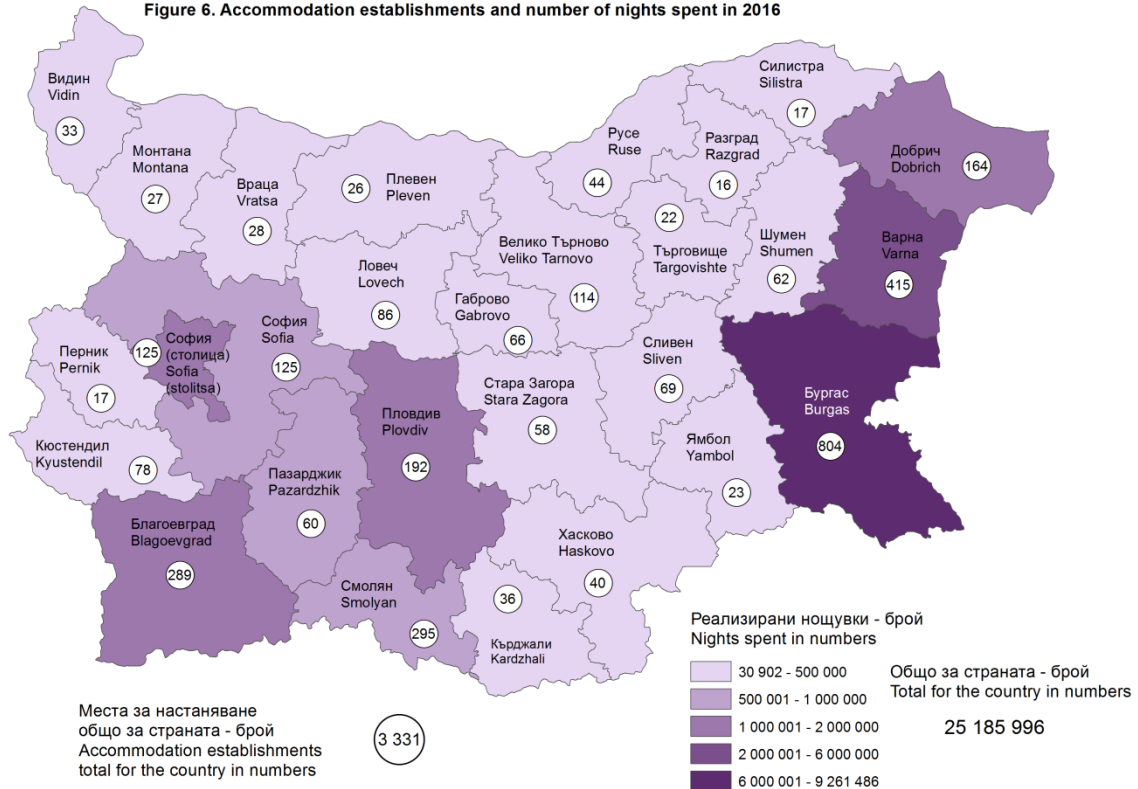 Figure 6. Accommodation establishments and number of nights spent in 2016
Видин
Vidin
33
Монтана
Montana
27
Враца
Vratsa
28
Плевен
Pleven
26
Русе
Ruse
44
Разград
Razgrad
16
Силистра
Silistra
17
Добрич
Dobrich
164
Ловеч
Lovech
86
Велико Търново
Veliko Tarnovo
114
Габрово
Gabrovo
66
22
Търговище
Targovishte
Шумен
Shumen
62
Варна
Varna
415
Перник
Pernik
17
125
София
(столица)
Sofia
(stolitsa)
София
Sofia
125
Кюстендил
Kyustendil
78
Пловдив
Plovdiv
192
Стара Загора
Stara Zagora
58
Сливен
Sliven
69
Ямбол
Yambol
23
Бургас
Burgas
804
Благоевград
Blagoevgrad
289
Пазарджик
Pazardzhik
60
Смолян
Smolyan
295
36
Кърджали
Kardzhali
Хасково
Haskovo
40
Места за настаняване
общо за страната - брой
Accommodation establishments
total for the country in numbers
3 331
Реализирани нощувки - брой
Nights spent in numbers
30 902 - 500 000
500 001 - 1 000 000
1 000 001 - 2 000 000
2 000 001 - 6 000 000
6 000 001 - 9 261 486
Общо за страната - брой
Total for the country in numbers
25 185 996